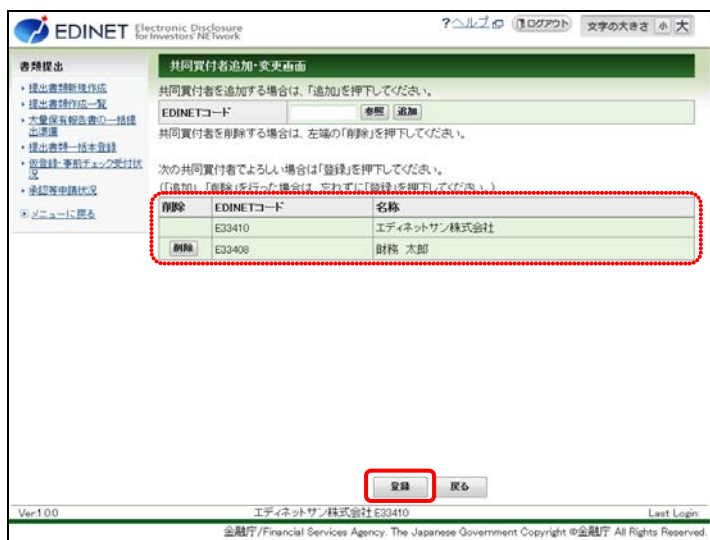 EDINET Electronic Disclosure for Investors' NETwork
?ヘルプ ログアウト 文字の大きさ 小 大
書類提出
・提出書類新規作成
・提出書類作成一覧
・大量保有報告書の一括提
出準備
・提出書類一括本登録
・仮登録・事前チェック受付状
況
・承認等申請状況
メニューに戻る
共同買付者追加・変更画面
共同買付者を追加する場合は、「追加」を押下してください。
EDINETコード 参照 追加
共同買付者を削除する場合は、左端の「削除」を押下してください。
次の共同買付者でよろしい場合は「登録」を押下してください。
(「追加」、「削除」を行った場合は、忘れずに「登録」を押下してください。)
削除 EDINETコード 名称
E33410 エディネットサン株式会社
削除 E33408 財務 太郎
登録 戻る
Ver1.00 エディネットサン株式会社 E33410 Last Login:
金融庁/Financial Services Agency. The Japanese Government Copyright ©金融庁 All Rights Reserved.